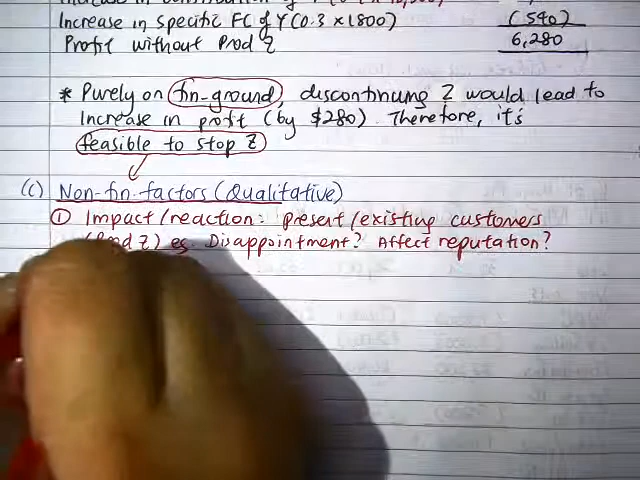 Increase in specific FC of Y (0.3 x 1800) (540)
Profit without Prod Z 6,280
* Purely on fin-ground, discontinuing Z would lead to
increase in profit (by $280). Therefore, it's
feasible to stop Z
(c) Non-fin-factors (Qualitative)
① Impact/reaction: present/existing customers
(Prod Z) eg. Disappointment? Affect reputation?